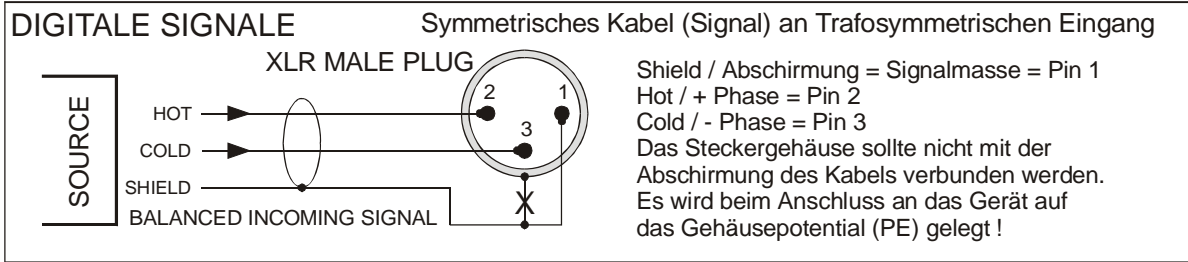 DIGITALE SIGNALE
Symmetrisches Kabel (Signal) an Trafosymmetrischen Eingang
XLR MALE PLUG
SOURCE
HOT
COLD
SHIELD
BALANCED INCOMING SIGNAL
2
1
3
X
Shield / Abschirmung = Signalmasse = Pin 1
Hot / + Phase = Pin 2
Cold / - Phase = Pin 3
Das Steckergehäuse sollte nicht mit der
Abschirmung des Kabels verbunden werden.
Es wird beim Anschluss an das Gerät auf
das Gehäusepotential (PE) gelegt !